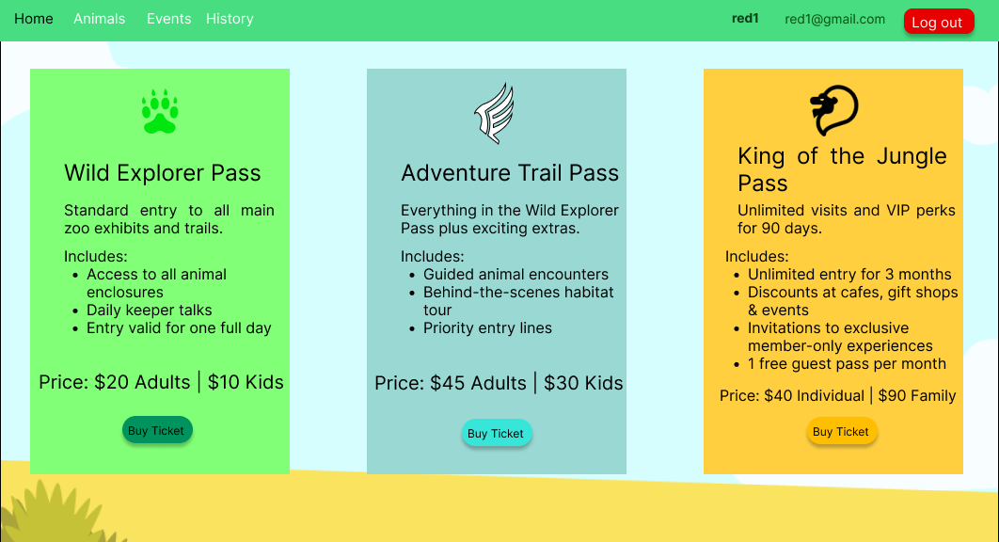 Home Animals Events History red1 red1@gmail.com Log out
Wild Explorer Pass
Standard entry to all main
zoo exhibits and trails.
Includes:
• Access to all animal
enclosures
• Daily keeper talks
• Entry valid for one full day
Price: $20 Adults | $10 Kids
Buy Ticket
Adventure Trail Pass
Everything in the Wild Explorer
Pass plus exciting extras.
Includes:
• Guided animal encounters
• Behind-the-scenes habitat
tour
• Priority entry lines
Price: $45 Adults | $30 Kids
Buy Ticket
King of the Jungle
Pass
Unlimited visits and VIP perks
for 90 days.
Includes:
• Unlimited entry for 3 months
• Discounts at cafes, gift shops
& events
• Invitations to exclusive
member-only experiences
• 1 free guest pass per month
Price: $40 Individual | $90 Family
Buy Ticket